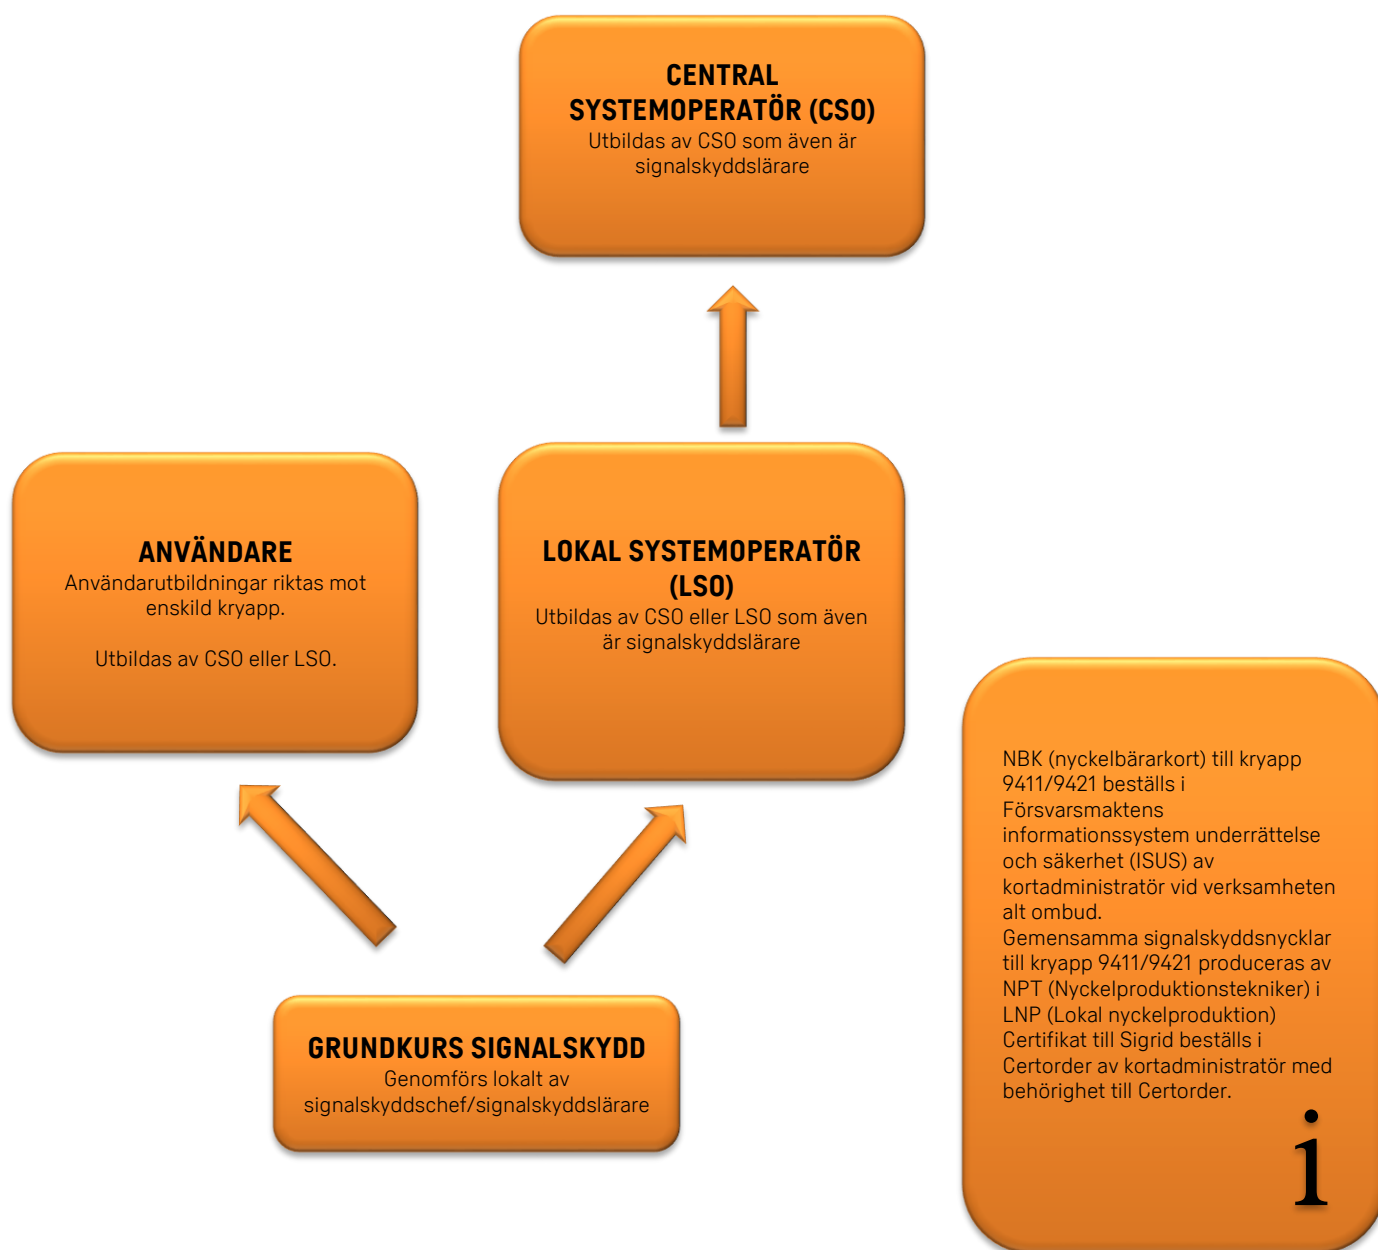 CENTRAL
SYSTEMOPERATÖR (CSO)
Utbildas av CSO som även är
signalskyddslärare
ANVÄNDARE
Användarutbildningar riktas mot
enskild kryapp.
Utbildas av CSO eller LSO.
LOKAL SYSTEMOPERATÖR
(LSO)
Utbildas av CSO eller LSO som även
är signalskyddslärare
GRUNDKURS SIGNALSKYDD
Genomförs lokalt av
signalskyddschef/signalskyddslärare
NBK (nyckelbärarkort) till kryapp
9411/9421 beställs i
Försvarsmaktens
informationssystem underrättelse
och säkerhet (ISUS) av
kortadministratör vid verksamheten
alt ombud.
Gemensamma signalskyddsnycklar
till kryapp 9411/9421 produceras av
NPT (Nyckelproduktionstekniker) i
LNP (Lokal nyckelproduktion)
Certifikat till Sigrid beställs i
Certorder av kortadministratör med
behörighet till Certorder.
i